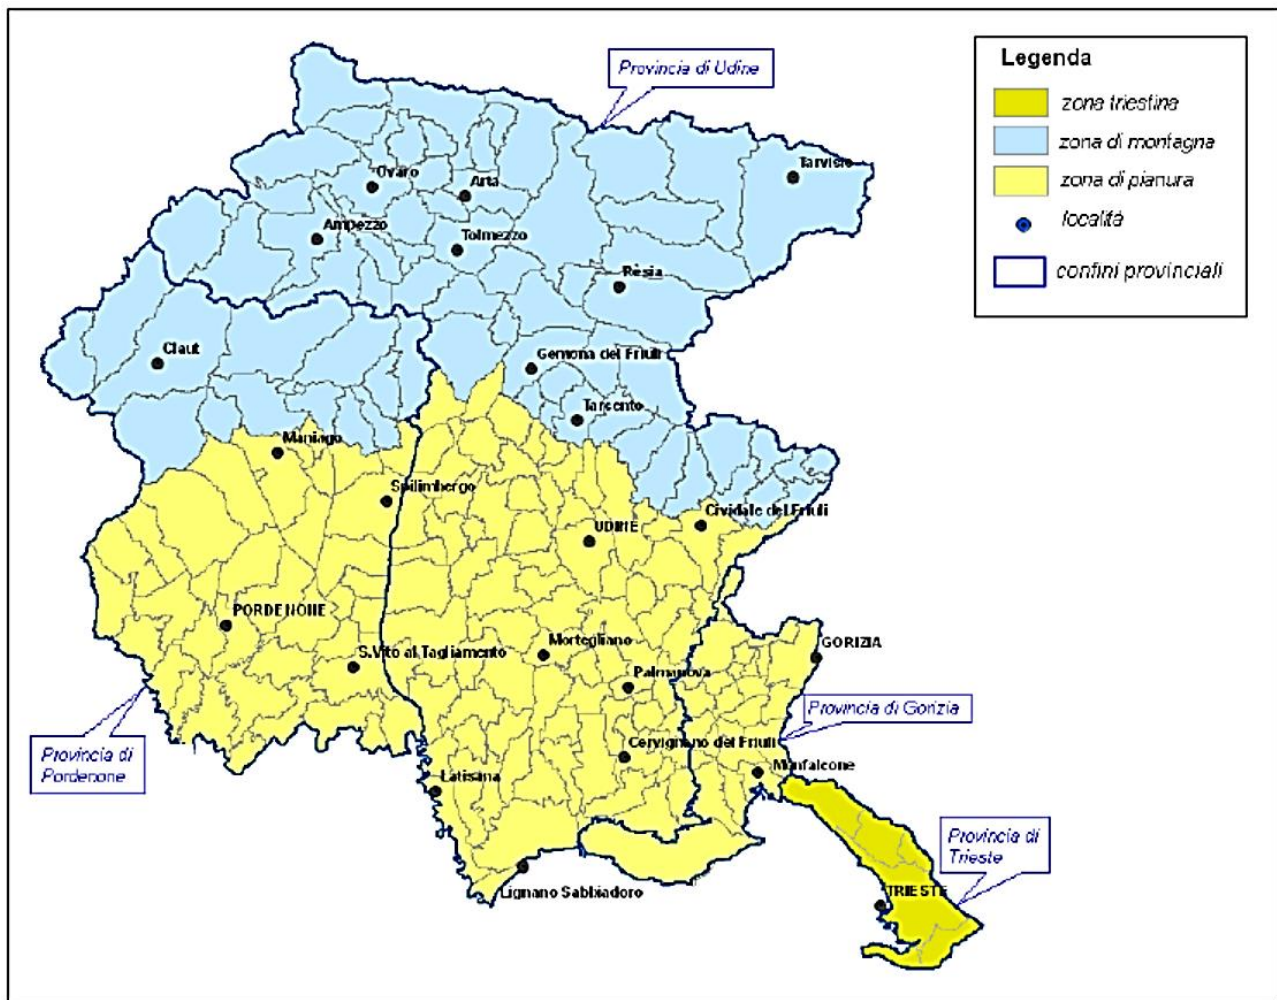 Provincia di Udine
Legenda
zona triestina
zona di montagna
zona di pianura
località
confini provinciali
Tarvisio
Ovaro
Arta
Ampezzo
Tolmezzo
Resia
Claut
Gemona del Friuli
Tarcento
Maniago
Spilimbergo
Cividale del Friuli
UDINE
PORDENONE
S.Vito al Tagliamento
Mortegliano
GORIZIA
Palmanova
Provincia di Gorizia
Cervignano del Friuli
Provincia di
Pordenone
Monfalcone
Latisana
Provincia di
Trieste
TRIESTE
Lignano Sabbiadoro